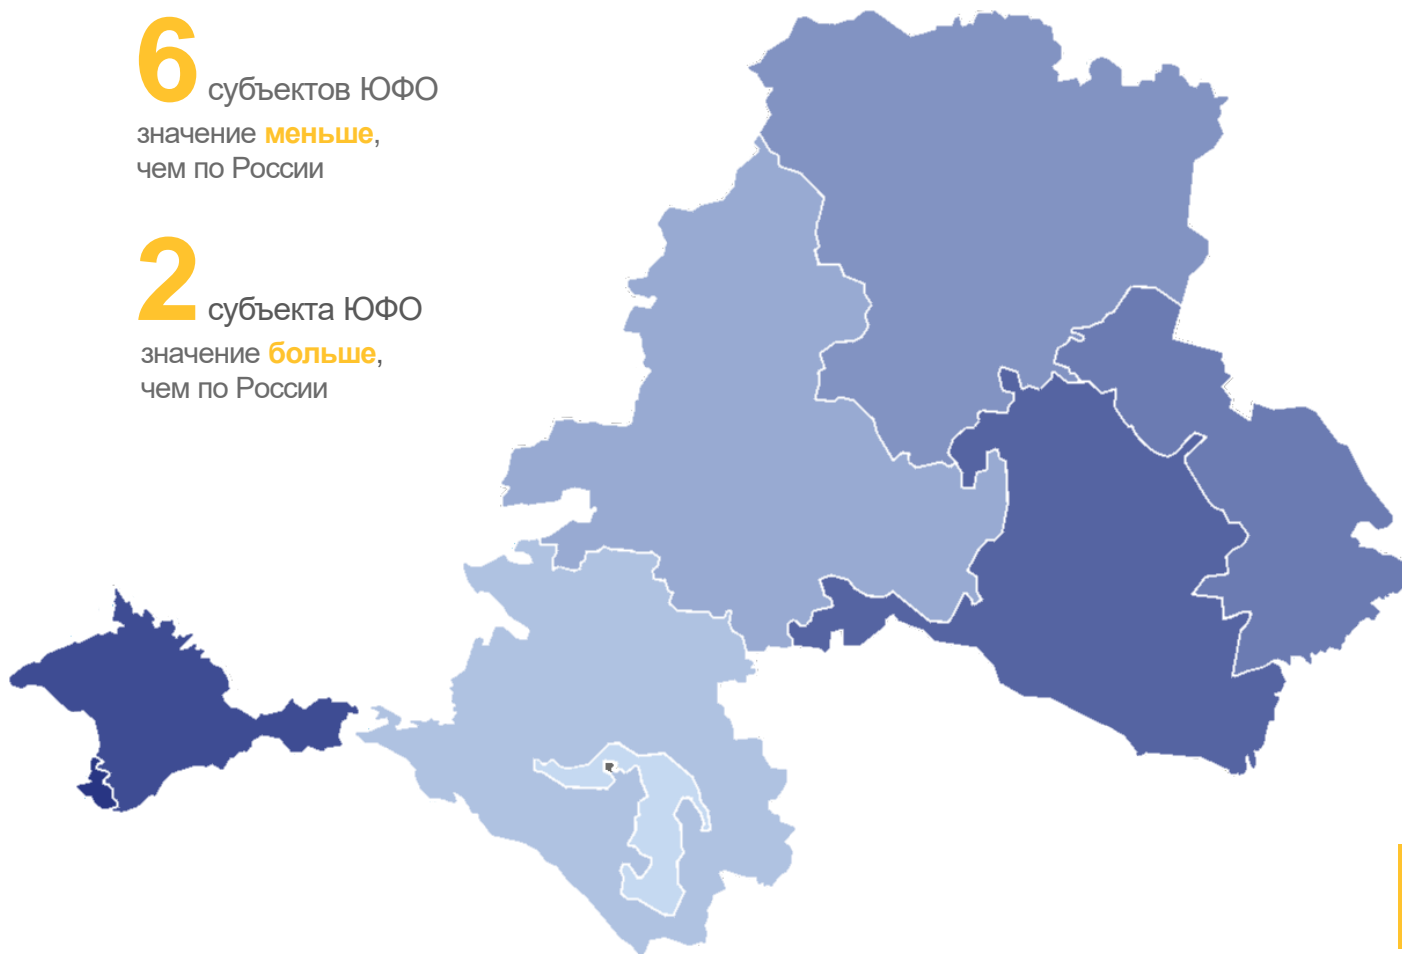 6 субъектов ЮФО
значение меньше,
чем по России
2 субъекта ЮФО
значение больше,
чем по России